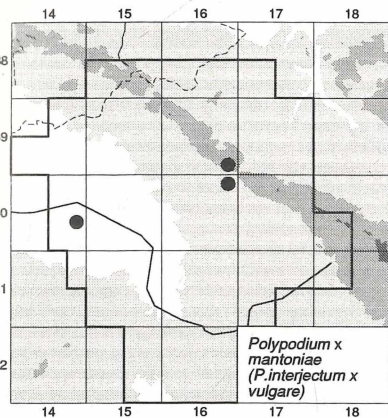 14 15 16 17 18
8
9
0
1
2
Polypodium x
mantoniae
(P.interjectum x
vulgare)
14 15 16 17 18